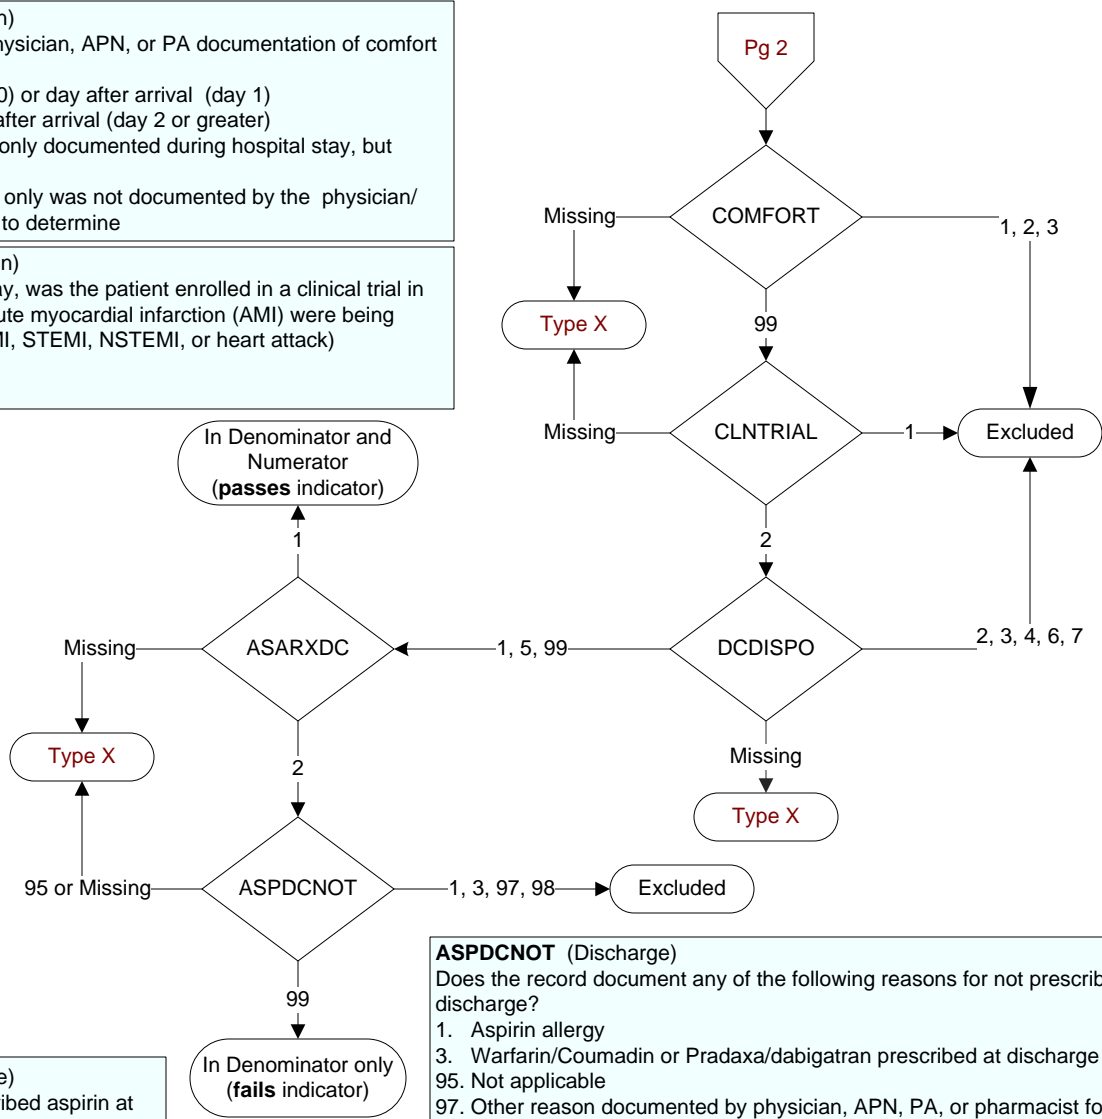 n)
hysician, APN, or PA documentation of comfort
0) or day after arrival (day 1)
after arrival (day 2 or greater)
only documented during hospital stay, but
only was not documented by the physician/
to determine
on)
ay, was the patient enrolled in a clinical trial in
ute myocardial infarction (AMI) were being
MI, STEMI, NSTEMI, or heart attack)
Pg 2
COMFORT
Missing
1, 2, 3
Type X
99
Missing
CLNTRIAL
1
Excluded
In Denominator and
Numerator
(passes indicator)
1
2
Missing
ASARXDC
1, 5, 99
DCDISPO
2, 3, 4, 6, 7
Type X
2
Missing
Type X
95 or Missing
ASPDCNOT
1, 3, 97, 98
Excluded
99
In Denominator only
(fails indicator)
ASPDCNOT (Discharge)
Does the record document any of the following reasons for not prescrib
discharge?
1. Aspirin allergy
3. Warfarin/Coumadin or Pradaxa/dabigatran prescribed at discharge
95. Not applicable
97. Other reason documented by physician, APN, PA, or pharmacist fo
e)
ribed aspirin at